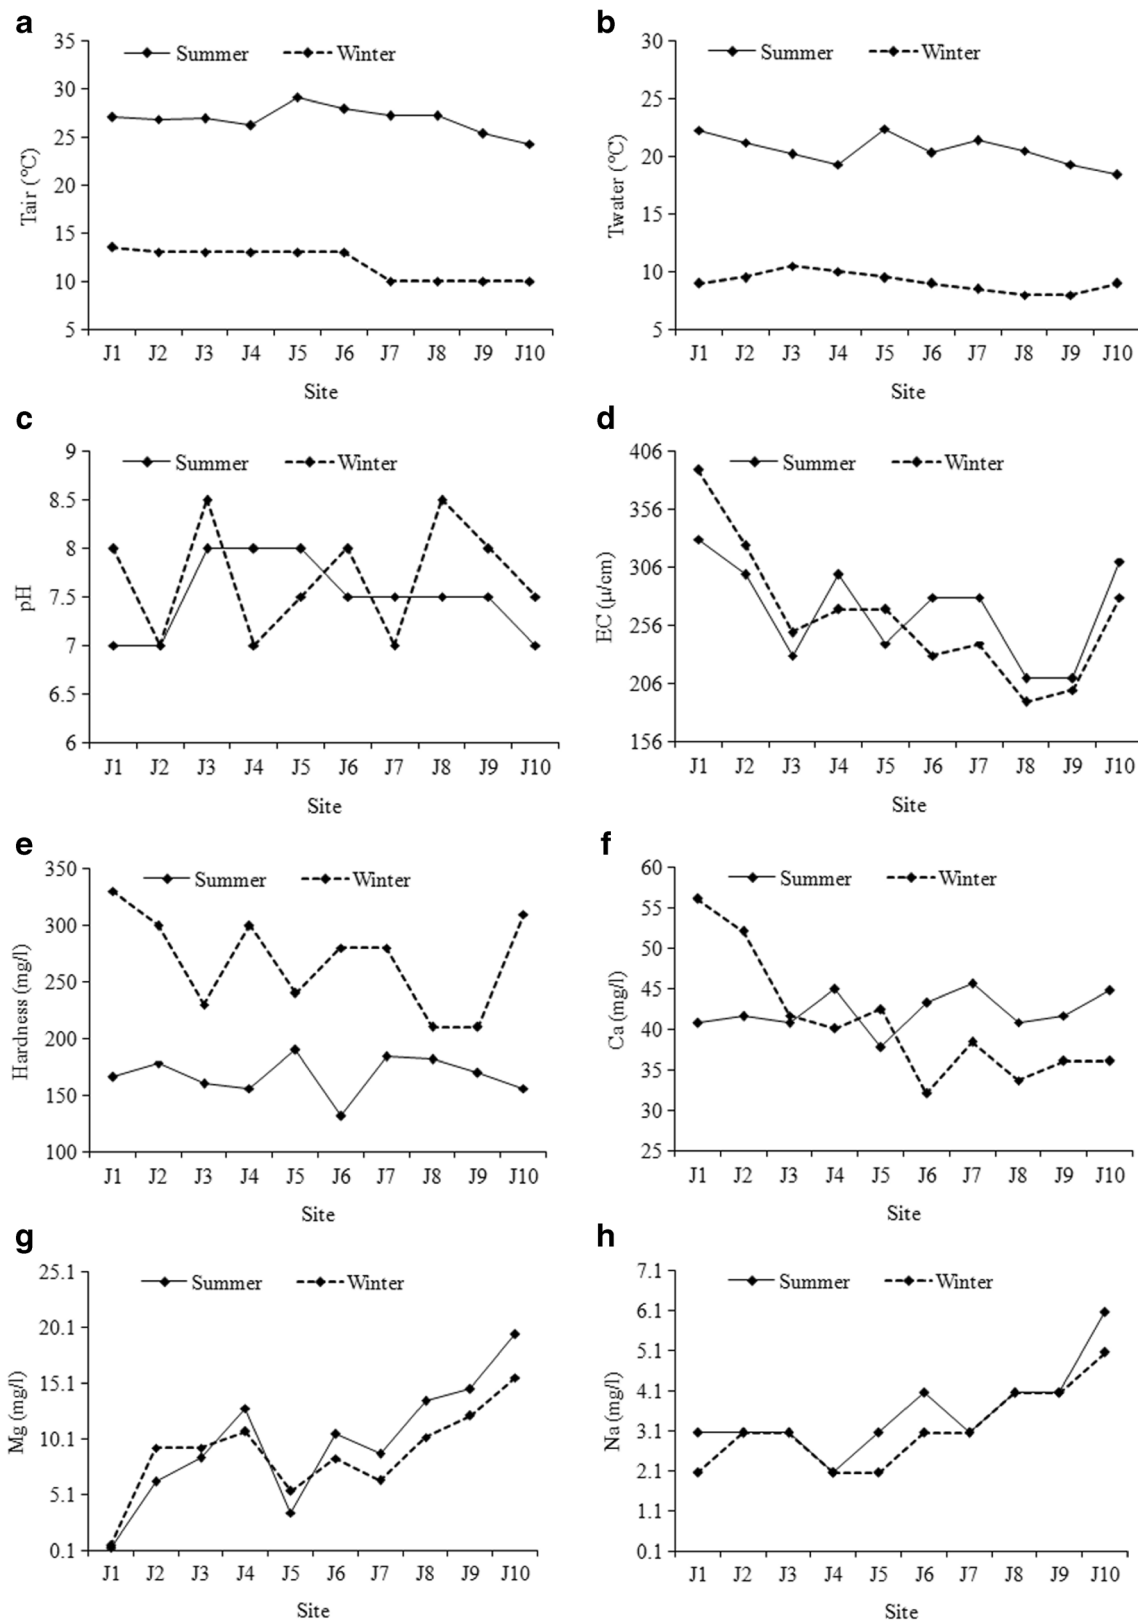 a
35
30
25
20
15
10
5
Tair (°C)
Summer
Winter
J1 J2 J3 J4 J5 J6 J7 J8 J9 J10
Site
b
30
25
20
15
10
5
Twater (°C)
Summer
Winter
J1 J2 J3 J4 J5 J6 J7 J8 J9 J10
Site
c
9
8.5
8
7.5
7
6.5
6
pH
Summer
Winter
J1 J2 J3 J4 J5 J6 J7 J8 J9 J10
Site
d
406
356
306
256
206
156
EC (µ/cm)
Summer
Winter
J1 J2 J3 J4 J5 J6 J7 J8 J9 J10
Site
e
350
300
250
200
150
100
Hardness (mg/l)
Summer
Winter
J1 J2 J3 J4 J5 J6 J7 J8 J9 J10
Site
f
60
55
50
45
40
35
30
25
Ca (mg/l)
Summer
Winter
J1 J2 J3 J4 J5 J6 J7 J8 J9 J10
Site
g
25.1
20.1
15.1
10.1
5.1
0.1
Mg (mg/l)
Summer
Winter
J1 J2 J3 J4 J5 J6 J7 J8 J9 J10
Site
h
7.1
6.1
5.1
4.1
3.1
2.1
1.1
0.1
Na (mg/l)
Summer
Winter
J1 J2 J3 J4 J5 J6 J7 J8 J9 J10
Site